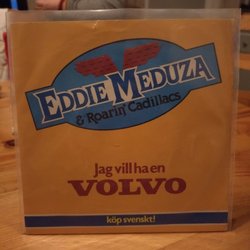 EDDIE MEDUZA
& Roarin' Cadillacs
Jag vill ha en
VOLVO
köp svenskt!